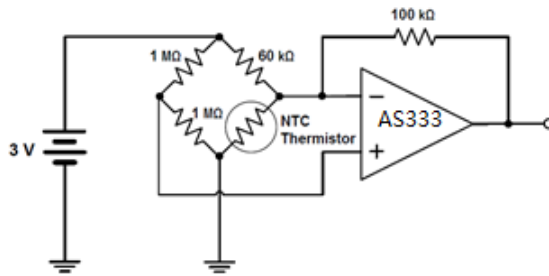 100 kΩ
1 MΩ
60 kΩ
1 MΩ
NTC
Thermistor
AS333
−
+
3 V